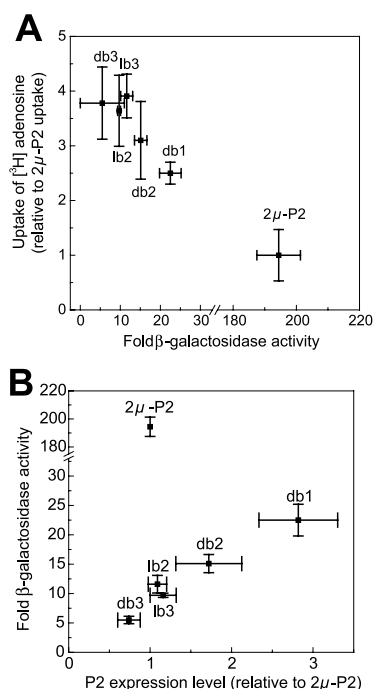 A
Uptake of [³H] adenosine
(relative to 2μ-P2 uptake)
5
4
3
2
1
0
db3
lb3
lb2
db2
db1
2μ-P2
0 10 20 30 180 200 220
Fold β-galactosidase activity
B
Fold β-galactosidase activity
220
200
180
25
20
15
10
5
0
2μ-P2
db1
db2
lb2
lb3
db3
0 1 2 3
P2 expression level (relative to 2μ-P2)